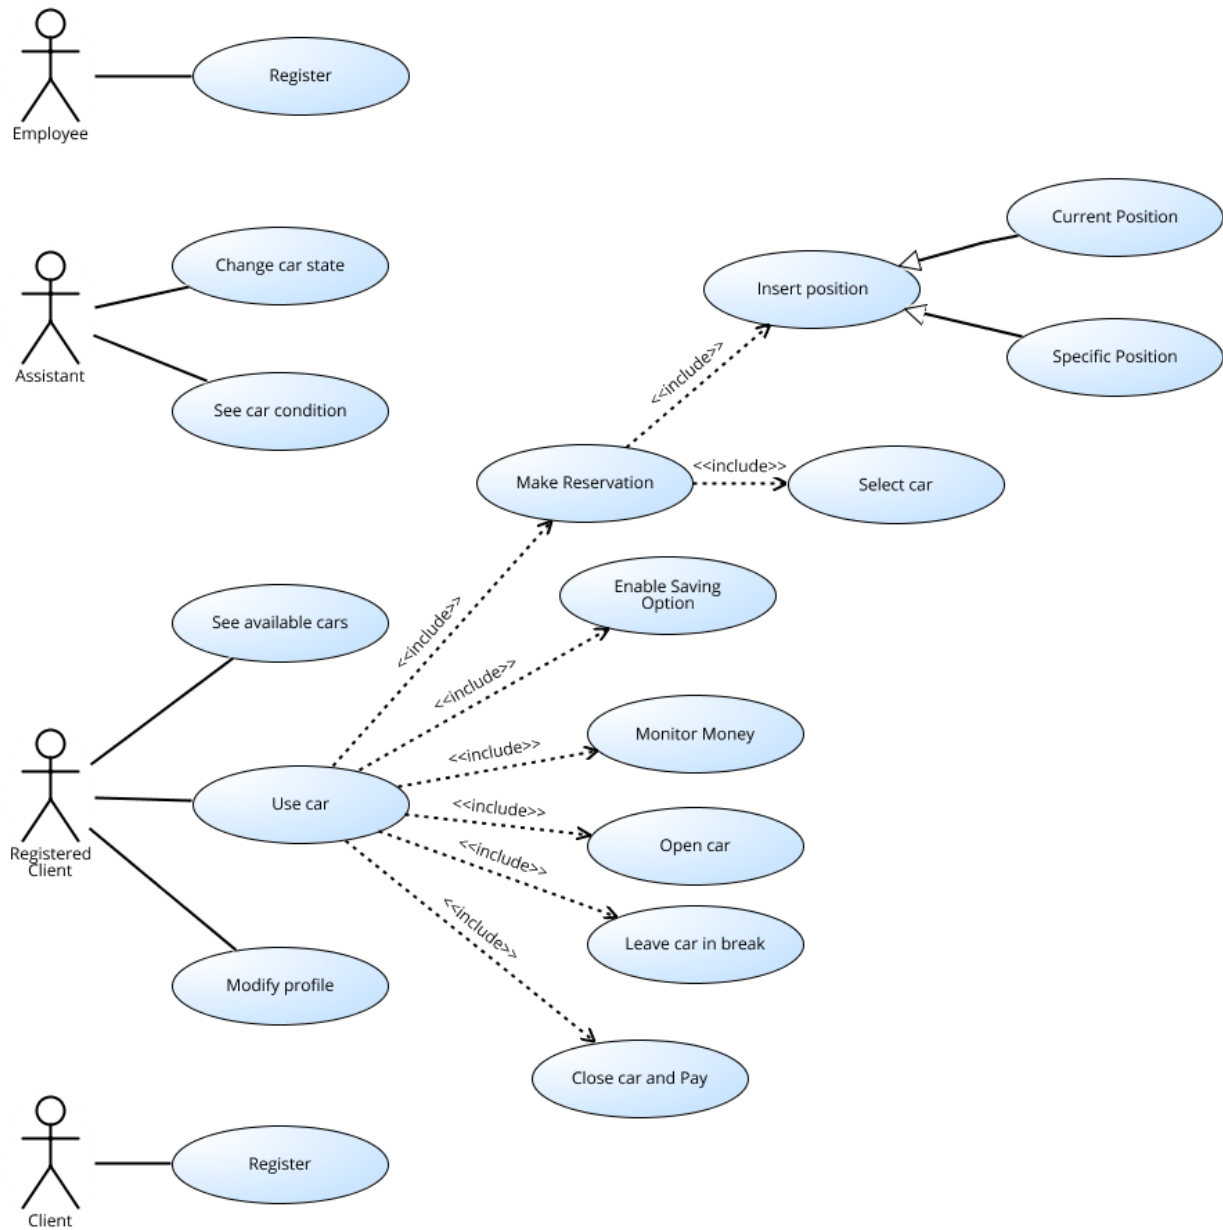 Register
Employee
Current Position
Change car state
Insert position
Specific Position
<<include>>
Assistant
See car condition
<<include>>
Make Reservation
Select car
Enable Saving
Option
<<include>>
See available cars
<<include>>
Monitor Money
<<include>>
Use car
<<include>>
Open car
Registered
Client
<<include>>
Leave car in break
<<include>>
Modify profile
Close car and Pay
Register
Client